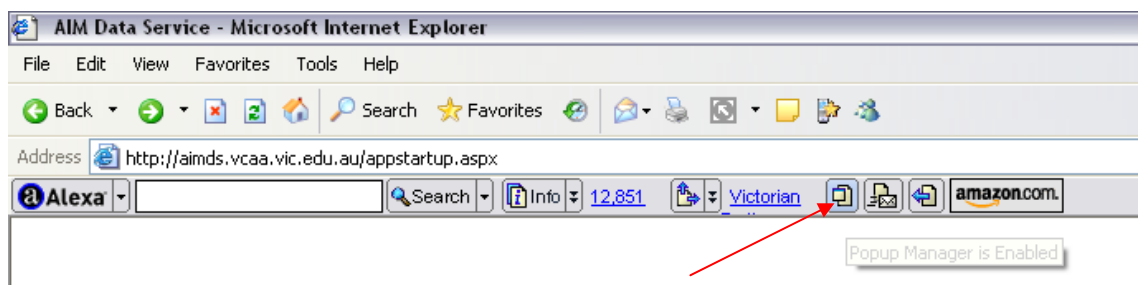 AIM Data Service - Microsoft Internet Explorer
File Edit View Favorites Tools Help
Back Search Favorites
Address http://aimds.vcaa.vic.edu.au/appstartup.aspx
a Alexa Search Info 12,851 Victorian amazon.com.
Popup Manager is Enabled